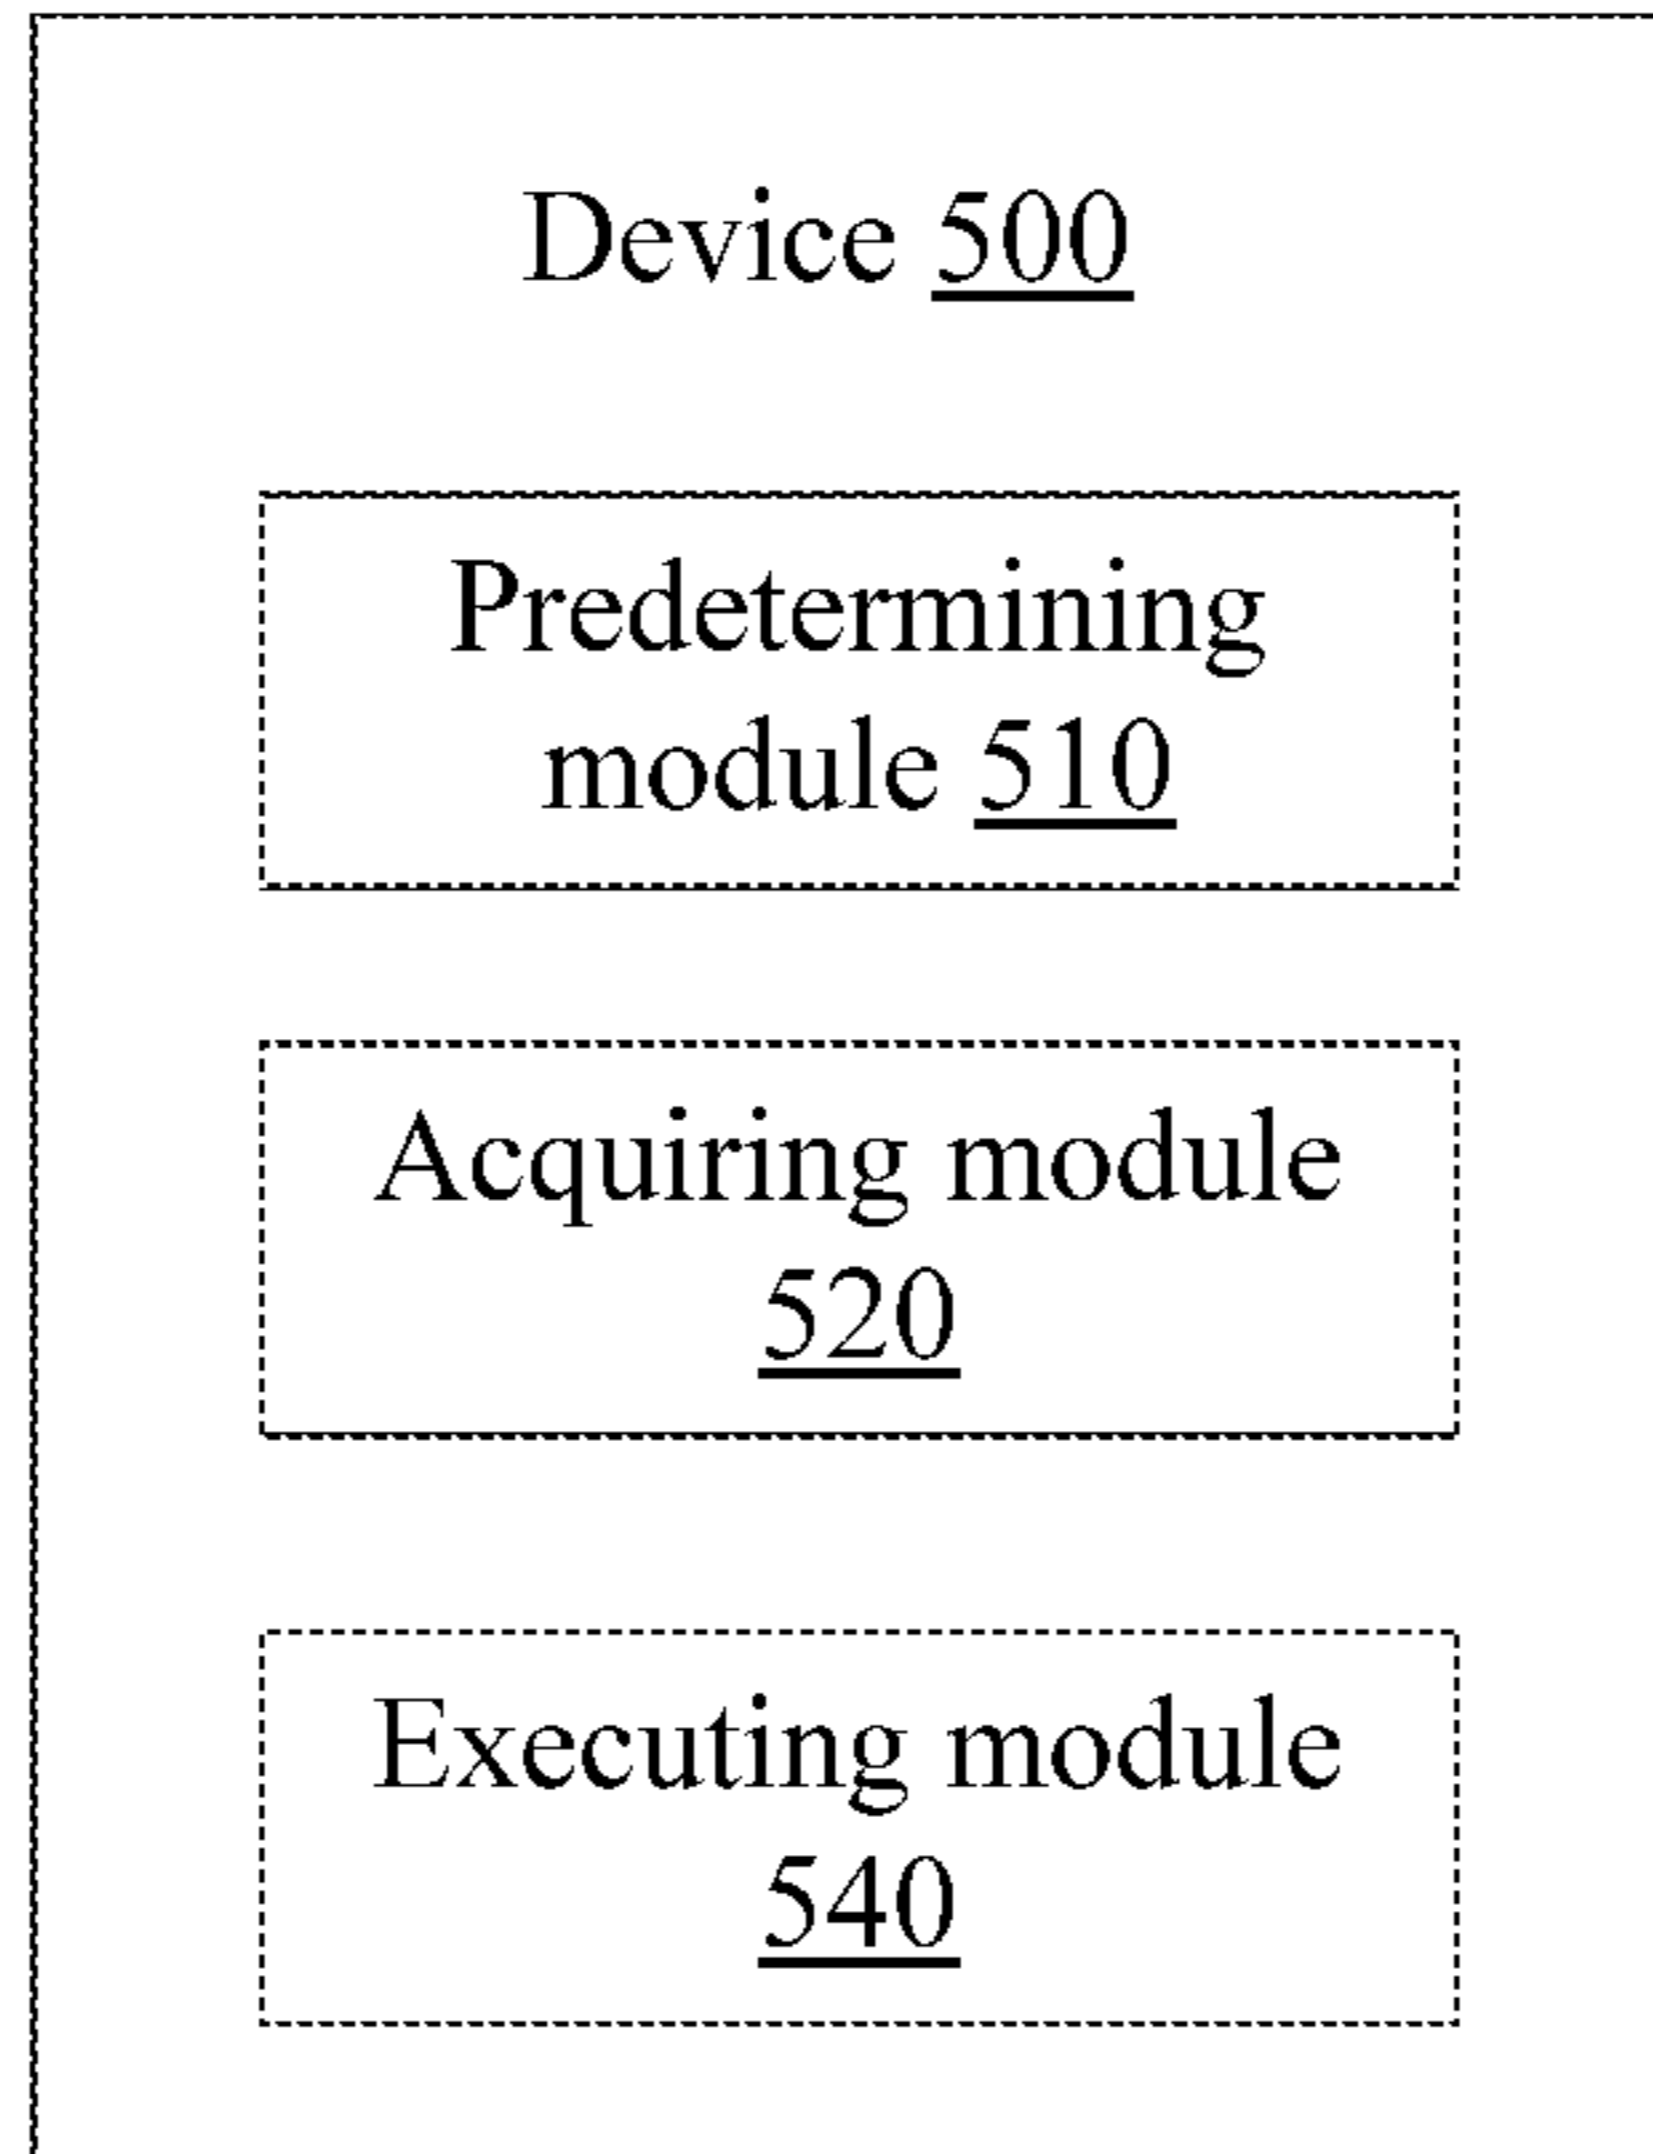 Device 500
Predetermining
module 510
Acquiring module
520
Executing module
540